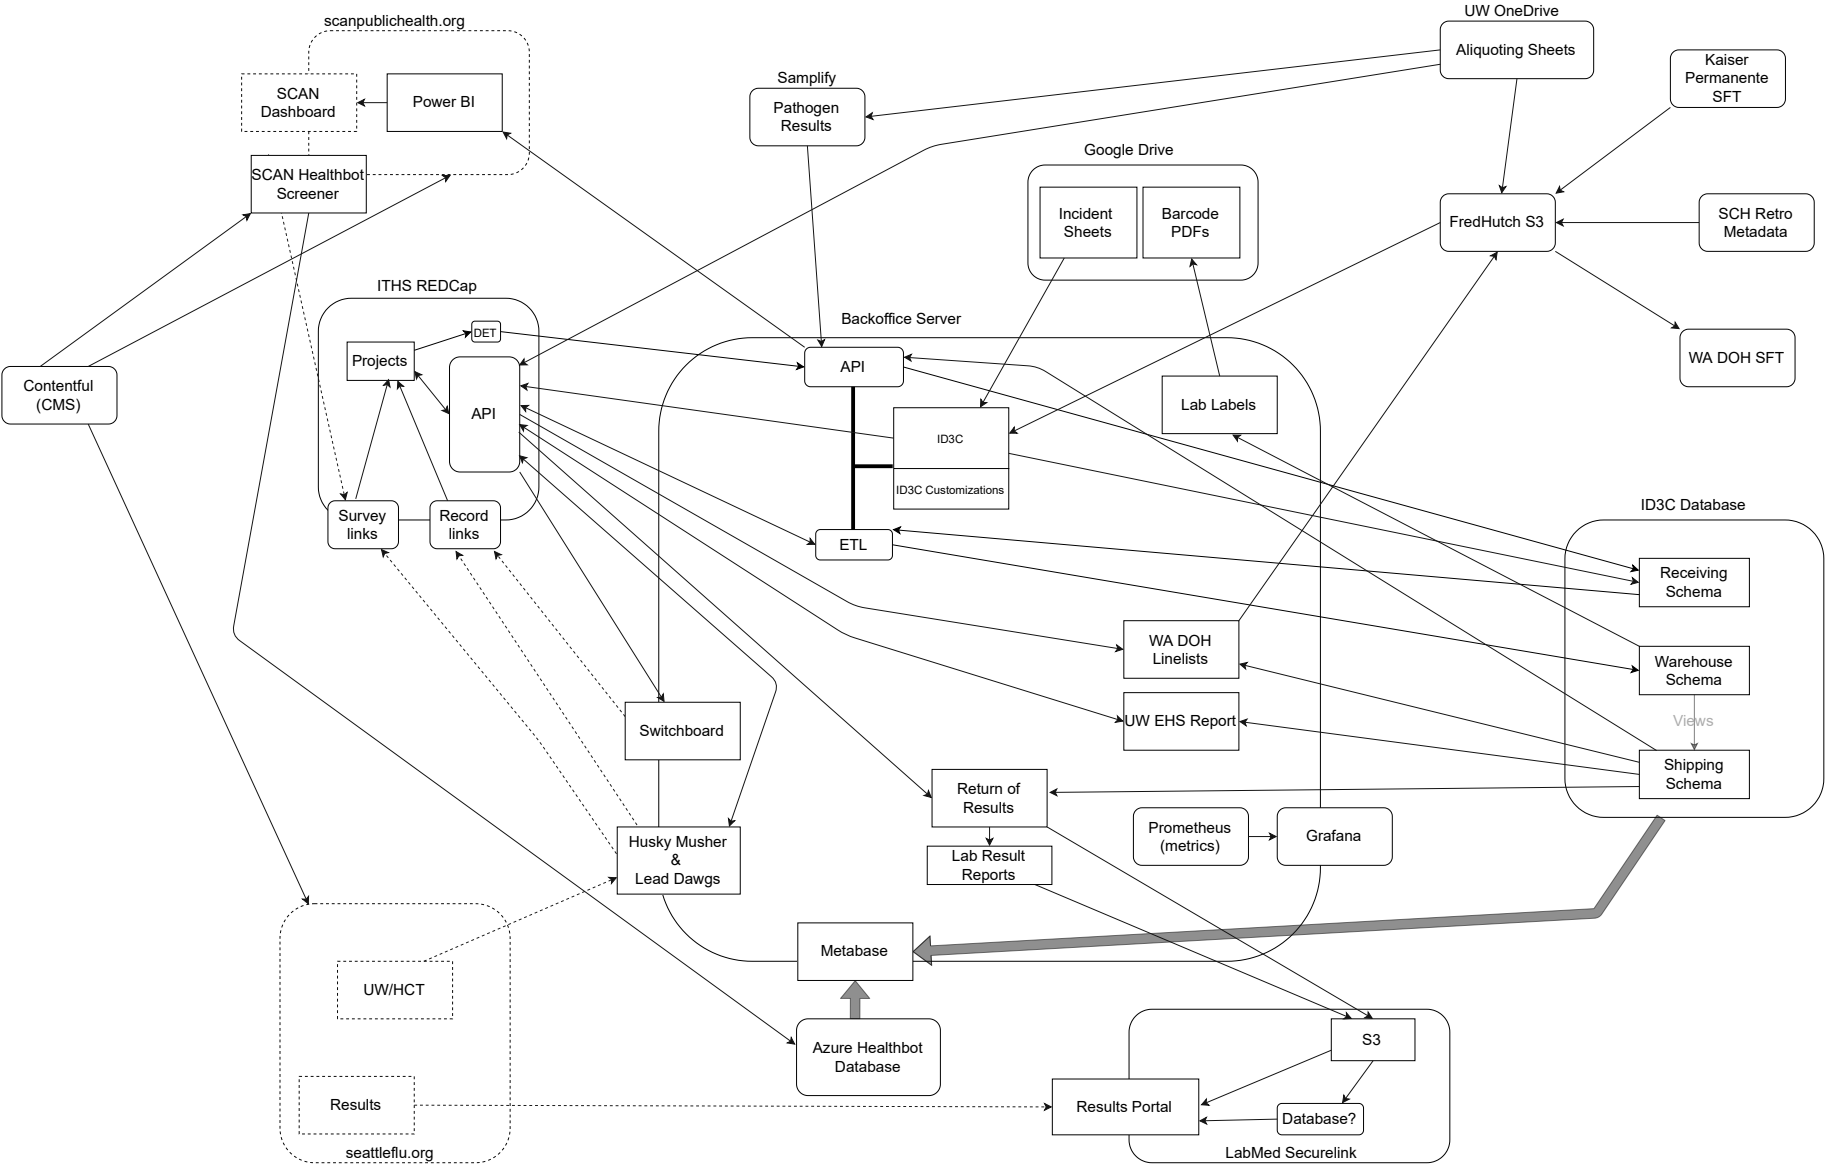 scanpublichealth.org
UW OneDrive
Aliquoting Sheets
Kaiser
Permanente
SFT
SCAN
Dashboard
Power BI
Samplify
Pathogen
Results
Google Drive
SCAN Healthbot
Screener
Incident
Sheets
Barcode
PDFs
FredHutch S3
SCH Retro
Metadata
ITHS REDCap
Backoffice Server
DET
Projects
API
API
WA DOH SFT
Contentful
(CMS)
Lab Labels
ID3C
ID3C Customizations
Survey
links
Record
links
ETL
ID3C Database
Receiving
Schema
WA DOH
Linelists
Warehouse
Schema
Views
UW EHS Report
Switchboard
Shipping
Schema
Return of
Results
Prometheus
(metrics)
Grafana
Husky Musher
&
Lead Dawgs
Lab Result
Reports
Metabase
UW/HCT
Azure Healthbot
Database
S3
Results
Results Portal
Database?
seattleflu.org
LabMed Securelink